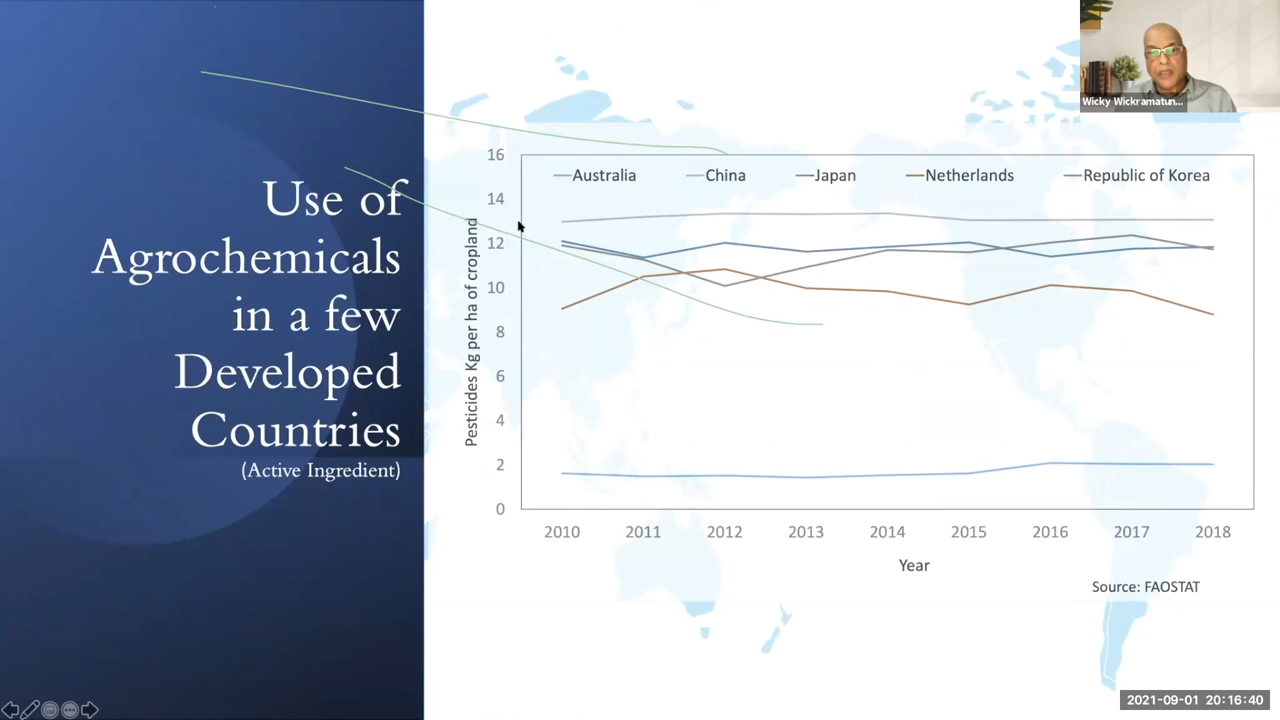 Wicky Wickramatun...
Use of
Agrochemicals
in a few
Developed
Countries
(Active Ingredient)
Australia China Japan Netherlands Republic of Korea
Pesticides Kg per ha of cropland
16
14
12
10
8
6
4
2
0
2010 2011 2012 2013 2014 2015 2016 2017 2018
Year
Source: FAOSTAT
2021-09-01 20:16:40